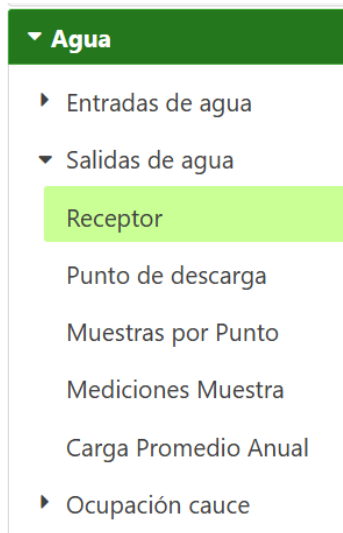 Agua
Entradas de agua
Salidas de agua
Receptor
Punto de descarga
Muestras por Punto
Mediciones Muestra
Carga Promedio Anual
Ocupación cauce